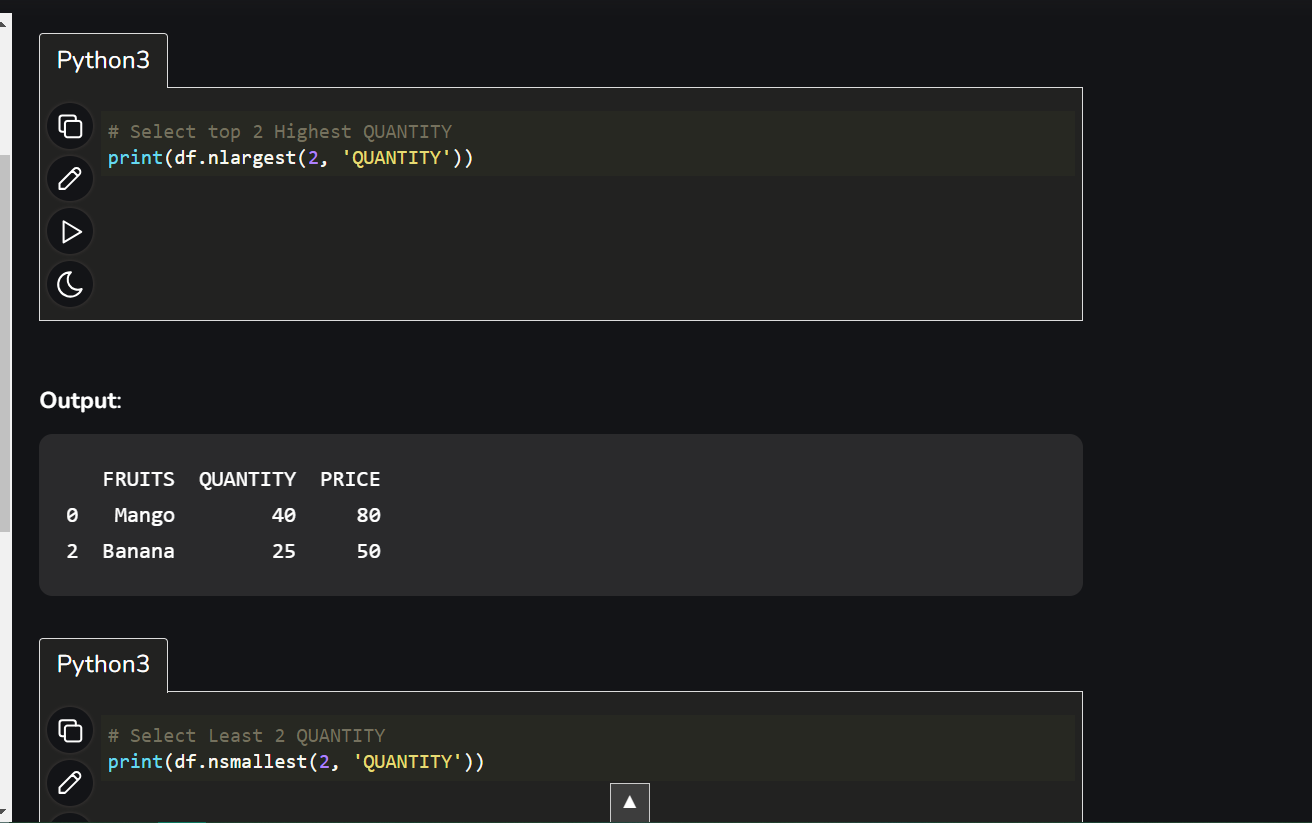 Python3
# Select top 2 Highest QUANTITY
print(df.nlargest(2, 'QUANTITY'))
Output:
FRUITS  QUANTITY  PRICE
0   Mango        40     80
2  Banana        25     50
Python3
# Select Least 2 QUANTITY
print(df.nsmallest(2, 'QUANTITY'))